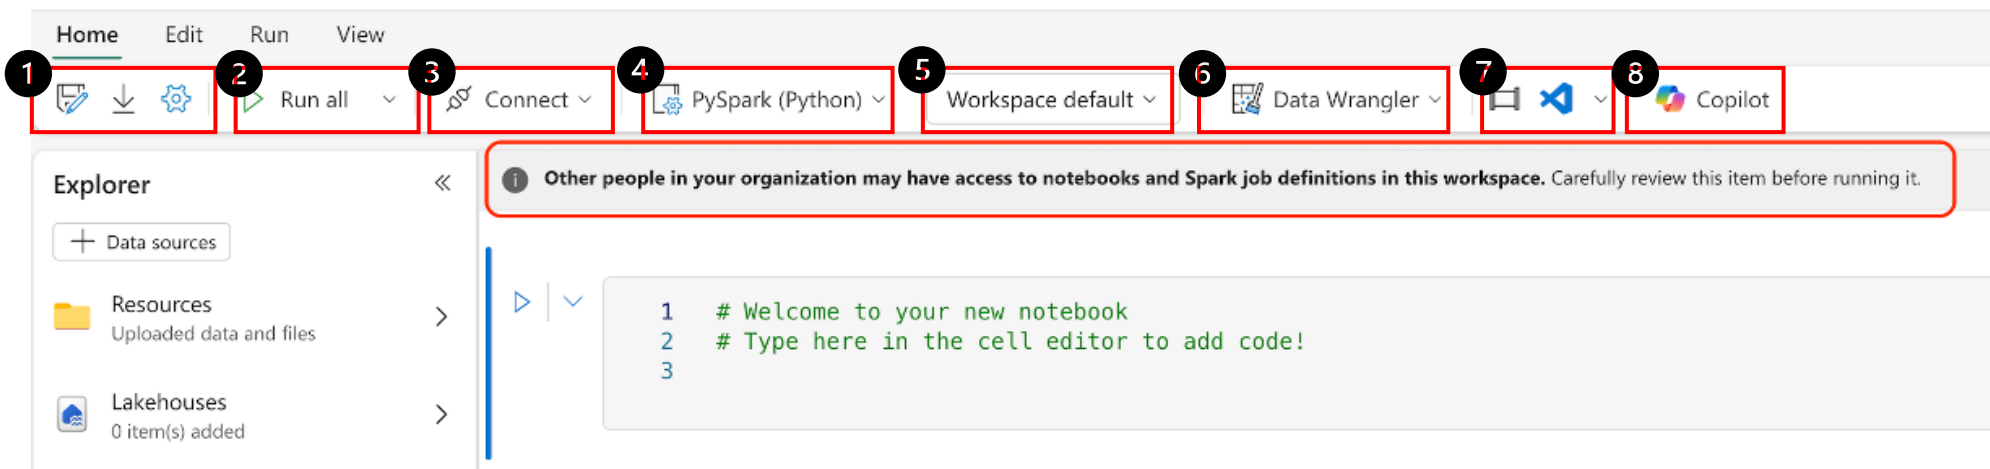 Home Edit Run View
1 2 3 4 5 6 7 8
Run all Connect PySpark (Python) Workspace default Data Wrangler Copilot
Explorer
Other people in your organization may have access to notebooks and Spark job definitions in this workspace. Carefully review this item before running it.
+ Data sources
Resources
Uploaded data and files
Lakehouses
0 item(s) added
1 # Welcome to your new notebook
2 # Type here in the cell editor to add code!
3